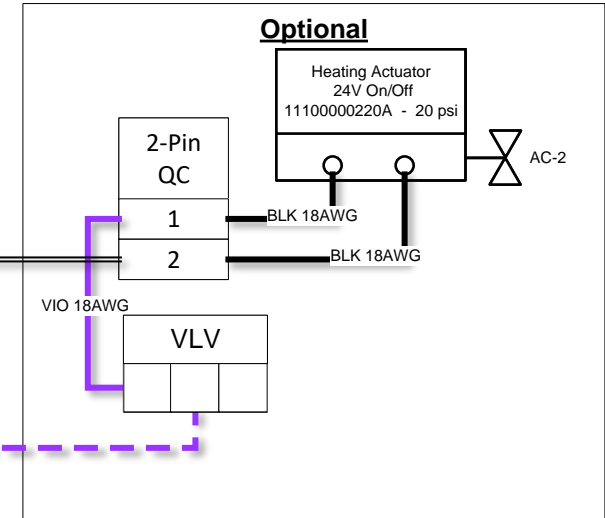 Optional
Heating Actuator
24V On/Off
11100000220A - 20 psi
2-Pin
QC
AC-2
1
BLK 18AWG
2
BLK 18AWG
VIO 18AWG
VLV